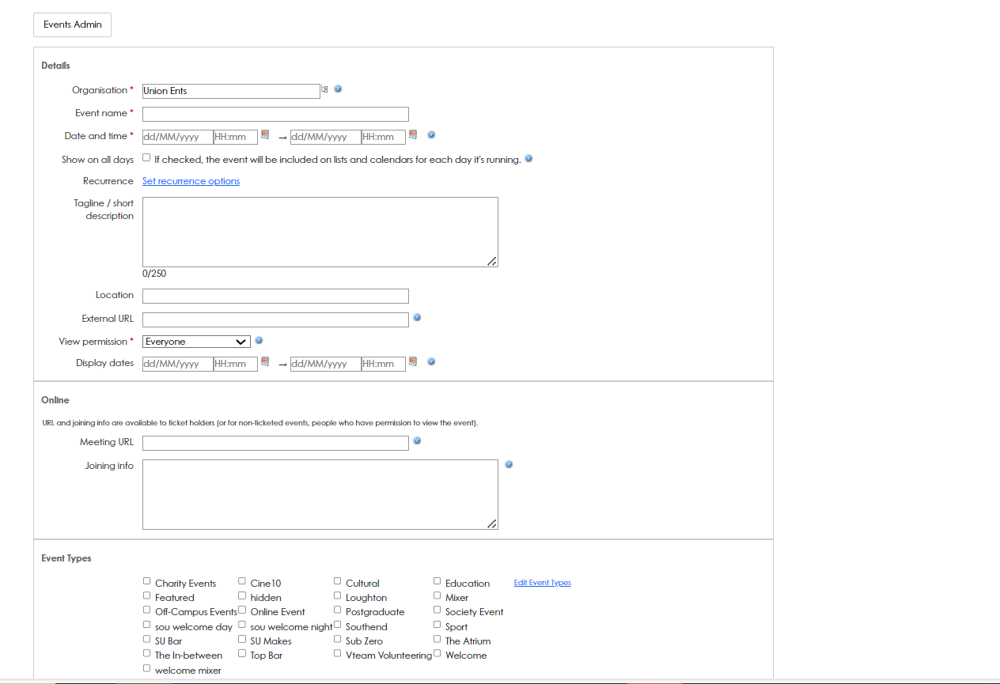 Events Admin
Details
Organisation * Union Ents
Event name *
Date and time * dd/MM/yyyy HH:mm → dd/MM/yyyy HH:mm
Show on all days If checked, the event will be included on lists and calendars for each day it's running.
Recurrence Set recurrence options
Tagline / short
description
0/250
Location
External URL
View permission * Everyone
Display dates dd/MM/yyyy HH:mm → dd/MM/yyyy HH:mm
Online
URL and joining info are available to ticket holders (or for non-ticketed events, people who have permission to view the event).
Meeting URL
Joining info
Event Types
Charity Events Cine10 Cultural Education Edit Event Types
Featured hidden Loughton Mixer
Off-Campus Events Online Event Postgraduate Society Event
sou welcome day sou welcome night Southend Sport
SU Bar SU Makes Sub Zero The Atrium
The In-between Top Bar Vteam Volunteering Welcome
welcome mixer